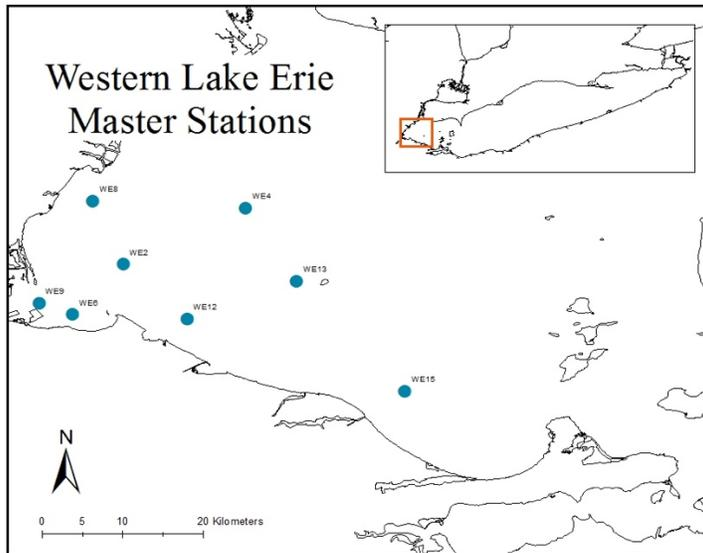 Western Lake Erie
Master Stations
WE8
WE4
WE2
WE13
WE9
WE6
WE12
WE15
N
0 5 10 20 Kilometers